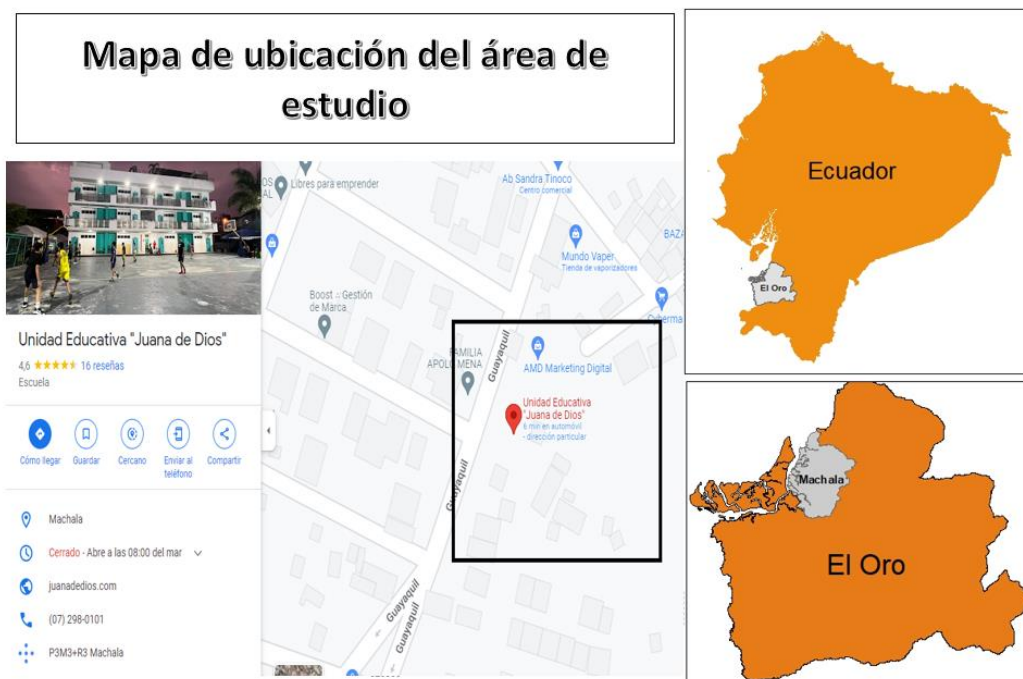 Mapa de ubicación del área de
estudio
Unidad Educativa "Juana de Dios"
4,6
16 reseñas
Escuela
Cómo llegar
Guardar
Cercano
Enviar al
teléfono
Compartir
Machala
Cerrado - Abre a las 08:00 del mar
juanadedios.com
(07) 298-0101
P3M3+R3 Machala
Libres para emprender
Ab Sandra Tinoco
Centro comercial
Mundo Vaper
Tienda de vaporizadores
BAZA
Boost :: Gestión
de Marca
FAMILIA
APOLO MENA
Guayaquil
AMD Marketing Digital
Unidad Educativa
"Juana de Dios"
6 min en automóvil
- dirección particular
Guayaquil
Guayaquil
Guayaquil
Ecuador
El Oro
Machala
El Oro